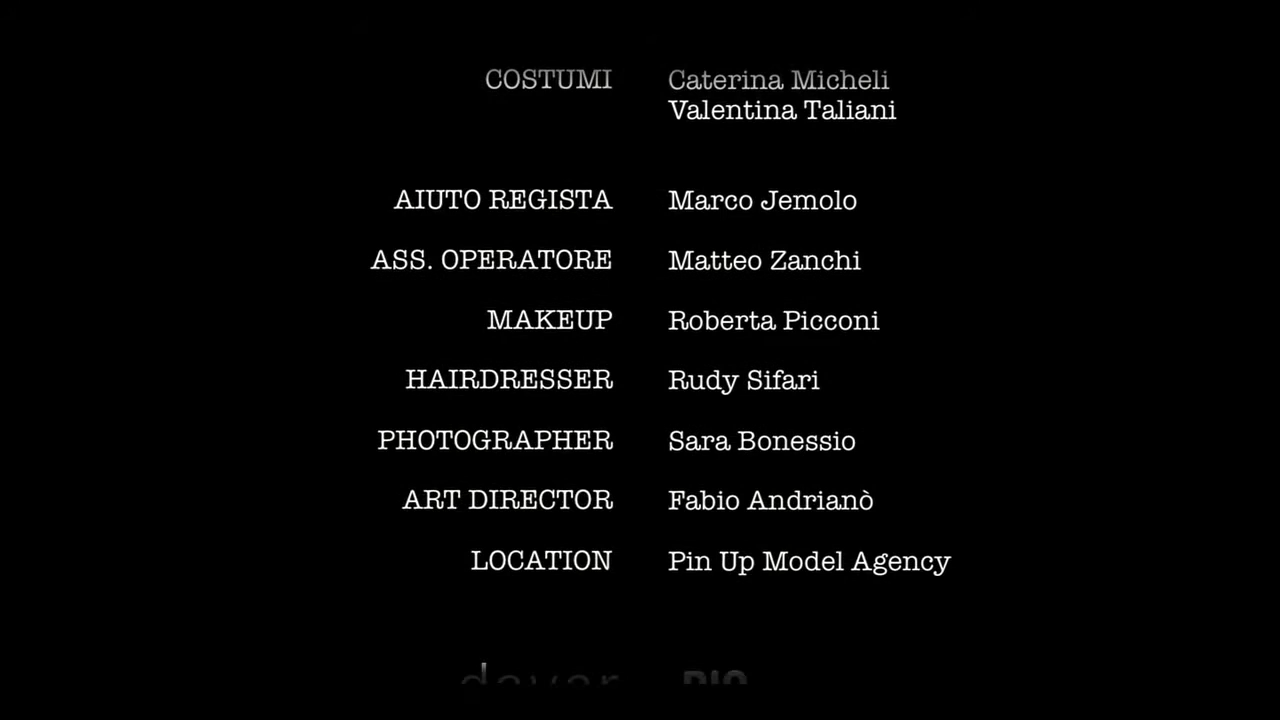 COSTUMI Caterina Micheli
Valentina Taliani
AIUTO REGISTA Marco Jemolo
ASS. OPERATORE Matteo Zanchi
MAKEUP Roberta Picconi
HAIRDRESSER Rudy Sifari
PHOTOGRAPHER Sara Bonessio
ART DIRECTOR Fabio Andrianò
LOCATION Pin Up Model Agency